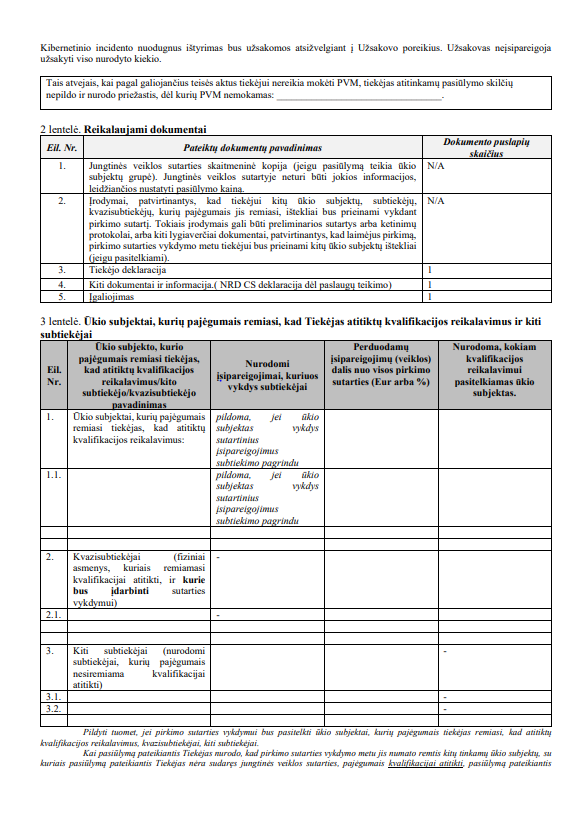 Kibernetinio incidento nuodugnus ištyrimas bus užsakomos atsižvelgiant į Užsakovo poreikius. Užsakovas neįsipareigoja
užsakyti viso nurodyto kiekio.
Tais atvejais, kai pagal galiojančius teisės aktus tiekėjui nereikia mokėti PVM, tiekėjas atitinkamų pasiūlymo skilčių
nepildo ir nurodo priežastis, dėl kurių PVM nemokamas: _________________________________.
2 lentelė. Reikalaujami dokumentai
Eil. Nr.
Pateiktų dokumentų pavadinimas
Dokumento puslapių
skaičius
1.
Jungtinės veiklos sutarties skaitmeninė kopija (jeigu pasiūlymą teikia ūkio
subjektų grupė). Jungtinės veiklos sutartyje neturi būti jokios informacijos,
leidžiančios nustatyti pasiūlymo kainą.
N/A
2.
Įrodymai, patvirtinantys, kad tiekėjui kitų ūkio subjektų, subtiekėjų,
kvazisubtiekėjų, kurių pajėgumais jis remiasi, ištekliai bus prieinami vykdant
pirkimo sutartį. Tokiais įrodymais gali būti preliminarios sutartys arba ketinimų
protokolai, arba kiti lygiaverčiai dokumentai, patvirtinantys, kad laimėjus pirkimą,
pirkimo sutarties vykdymo metu tiekėjui bus prieinami kitų ūkio subjektų ištekliai
(jeigu pasitelkiami).
N/A
3.
Tiekėjo deklaracija
1
4.
Kiti dokumentai ir informacija.( NRD CS deklaracija dėl paslaugų teikimo)
1
5.
Įgaliojimas
1
3 lentelė. Ūkio subjektai, kurių pajėgumais remiasi, kad Tiekėjas atitiktų kvalifikacijos reikalavimus ir kiti
subtiekėjai
Eil.
Nr.
Ūkio subjekto, kurio
pajėgumais remiasi tiekėjas,
kad atitiktų kvalifikacijos
reikalavimus/kito
subtiekėjo/kvazisubtiekėjo
pavadinimas
Nurodomi
įsipareigojimai, kuriuos
vykdys subtiekėjai
Perduodamų
įsipareigojimų (veiklos)
dalis nuo visos pirkimo
sutarties (Eur arba %)
Nurodoma, kokiam
kvalifikacijos
reikalavimui
pasitelkiamas ūkio
subjektas.
1.
Ūkio subjektai, kurių pajėgumais
remiasi tiekėjas, kad atitiktų
kvalifikacijos reikalavimus:
pildoma, jei ūkio
subjektas vykdys
sutartinius
įsipareigojimus
subtiekimo pagrindu
1.1.
pildoma, jei ūkio
subjektas vykdys
sutartinius
įsipareigojimus
subtiekimo pagrindu
2.
Kvazisubtiekėjai (fiziniai
asmenys, kuriais remiamasi
kvalifikacijai atitikti, ir kurie
bus įdarbinti sutarties
vykdymui)
-
2.1.
-
3.
Kiti subtiekėjai (nurodomi
subtiekėjai, kurių pajėgumais
nesiremiama kvalifikacijai
atitikti)
-
3.1.
-
3.2.
-
Pildyti tuomet, jei pirkimo sutarties vykdymui bus pasitelkti ūkio subjektai, kurių pajėgumais tiekėjas remiasi, kad atitiktų
kvalifikacijos reikalavimus, kvazisubtiekėjai, kiti subtiekėjai.
Kai pasiūlymą pateikiantis Tiekėjas nurodo, kad pirkimo sutarties vykdymo metu jis numato remtis kitų tinkamų ūkio subjektų, su
kuriais pasiūlymą pateikiantis Tiekėjas nėra sudaręs jungtinės veiklos sutarties, pajėgumais kvalifikacijai atitikti, pasiūlymą pateikiantis